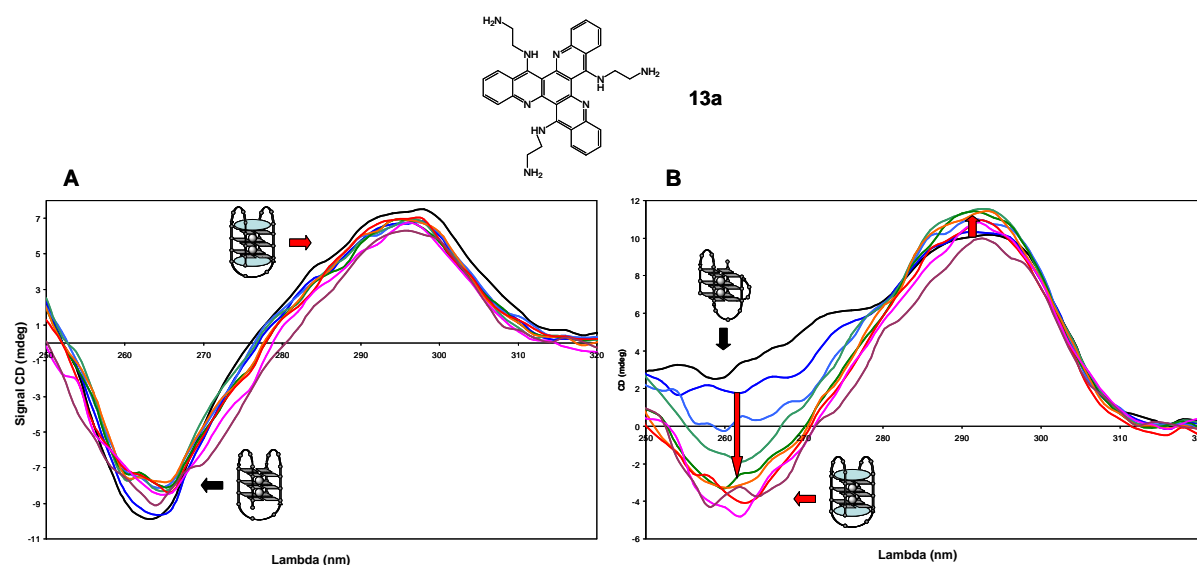 H2N
NH
N
NH2
N
H
13a
N
N
HN
NH2
A
B
7
5
3
1
-1
-3
-5
-7
-9
-11
250 260 270 280 290 300 310 320
Signal CD (mdeg)
Lambda (nm)
12
10
8
6
4
2
0
-2
-4
-6
250 260 270 280 290 300 310
CD (mdeg)
Lambda (nm)